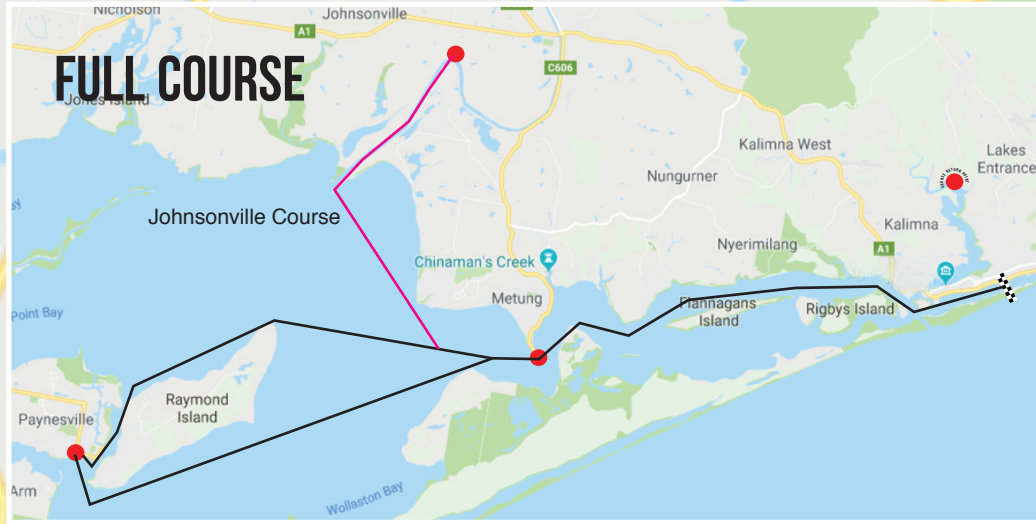 Nicholson
Johnsonville
A1
FULL COURSE
C606
Jones Island
Kalimna West
Lakes
Entrance
Nungurner
Johnsonville Course
Kalimna
Nyerimilang
A1
Chinaman's Creek
Metung
Flannagans
Island
Rigbys Island
Point Bay
Raymond
Island
Paynesville
Arm
Wollaston Bay